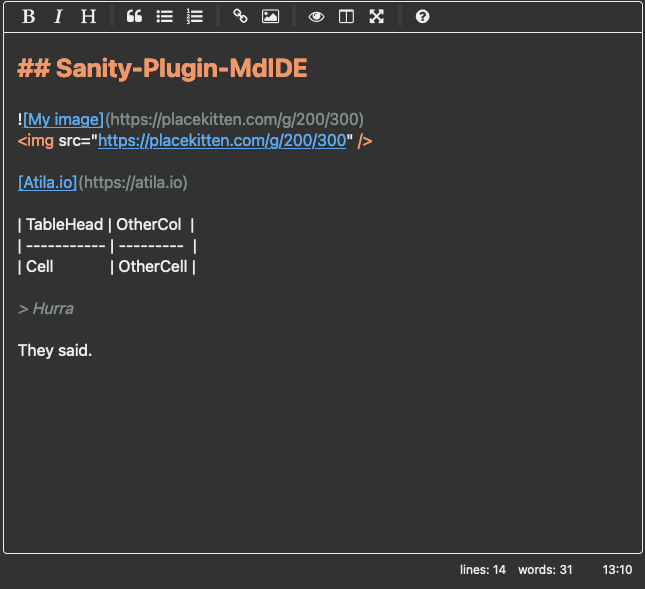 B I H
## Sanity-Plugin-MdIDE
![My image](https://placekitten.com/g/200/300)
<img src="https://placekitten.com/g/200/300" />
[Atila.io](https://atila.io)
| TableHead | OtherCol |
| ----------- | --------- |
| Cell | OtherCell |
> Hurra
They said.
lines: 14 words: 31 13:10